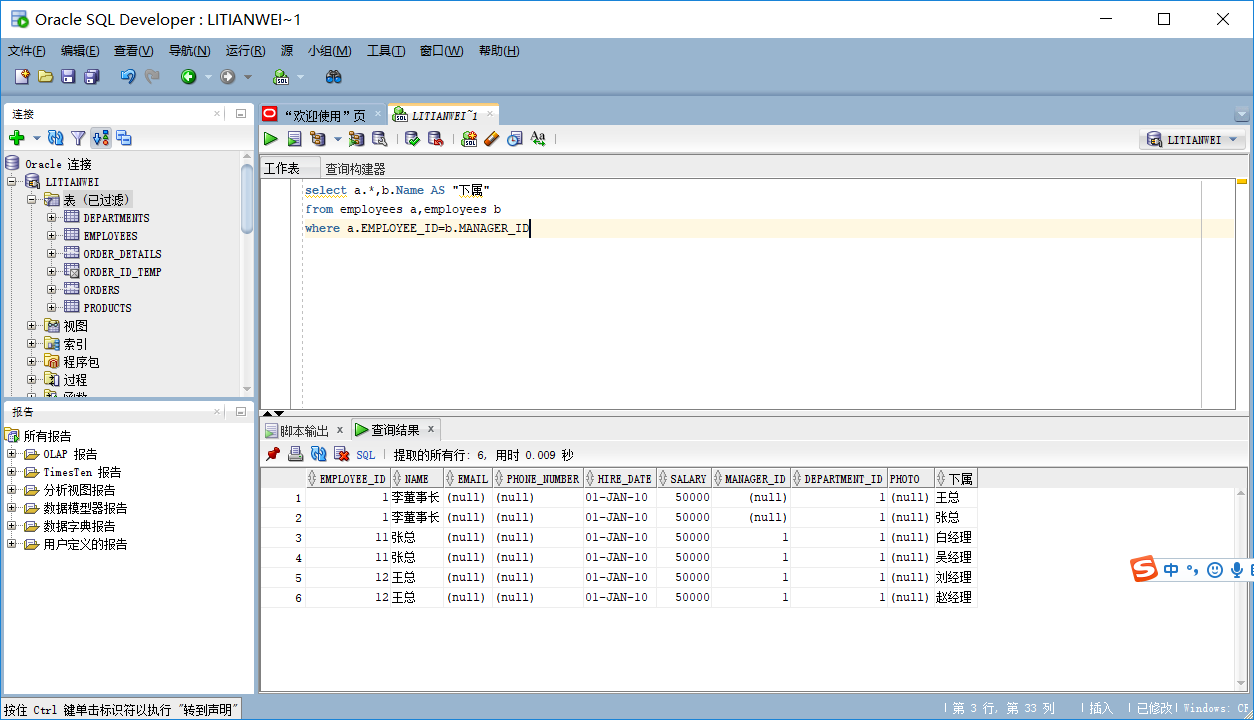 Oracle SQL Developer : LITIANWEI~1
文件(F) 编辑(E) 查看(V) 导航(N) 运行(R) 源 小组(M) 工具(T) 窗口(W) 帮助(H)
连接
Oracle 连接
LITIANWEI
表 (已过滤)
DEPARTMENTS
EMPLOYEES
ORDER_DETAILS
ORDER_ID_TEMP
ORDERS
PRODUCTS
视图
索引
程序包
过程
报告
所有报告
OLAP 报告
TimesTen 报告
分析视图报告
数据模型器报告
数据字典报告
用户定义的报告
“欢迎使用”页 LITIANWEI~1
SQL Aa LITIANWEI
工作表 查询构建器
select a.*,b.Name AS "下属"
from employees a,employees b
where a.EMPLOYEE_ID=b.MANAGER_ID
脚本输出 x 查询结果 x
SQL | 提取的所有行: 6, 用时 0.009 秒
EMPLOYEE_ID NAME EMAIL PHONE_NUMBER HIRE_DATE SALARY MANAGER_ID DEPARTMENT_ID PHOTO 下属
1 1 李董事长 (null) (null) 01-JAN-10 50000 (null) 1 (null) 王总
2 1 李董事长 (null) (null) 01-JAN-10 50000 (null) 1 (null) 张总
3 11 张总 (null) (null) 01-JAN-10 50000 1 1 (null) 白经理
4 11 张总 (null) (null) 01-JAN-10 50000 1 1 (null) 吴经理
5 12 王总 (null) (null) 01-JAN-10 50000 1 1 (null) 刘经理
6 12 王总 (null) (null) 01-JAN-10 50000 1 1 (null) 赵经理
S 中 °,
按住 Ctrl 键单击标识符以执行 "转到声明" | 第 3 行, 第 33 列 | 插入 | 已修改 | Windows: CR